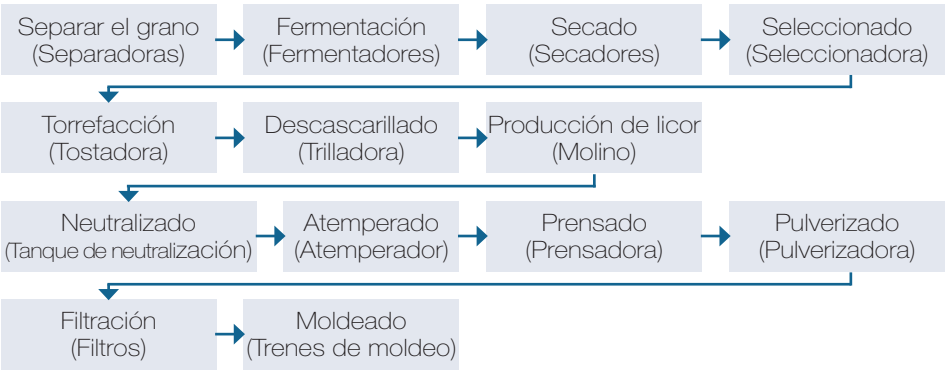 Separar el grano
(Separadoras)
Fermentación
(Fermentadores)
Secado
(Secadores)
Seleccionado
(Seleccionadora)
Torrefacción
(Tostadora)
Descascarillado
(Trilladora)
Producción de licor
(Molino)
Neutralizado
(Tanque de neutralización)
Atemperado
(Atemperador)
Prensado
(Prensadora)
Pulverizado
(Pulverizadora)
Filtración
(Filtros)
Moldeado
(Trenes de moldeo)